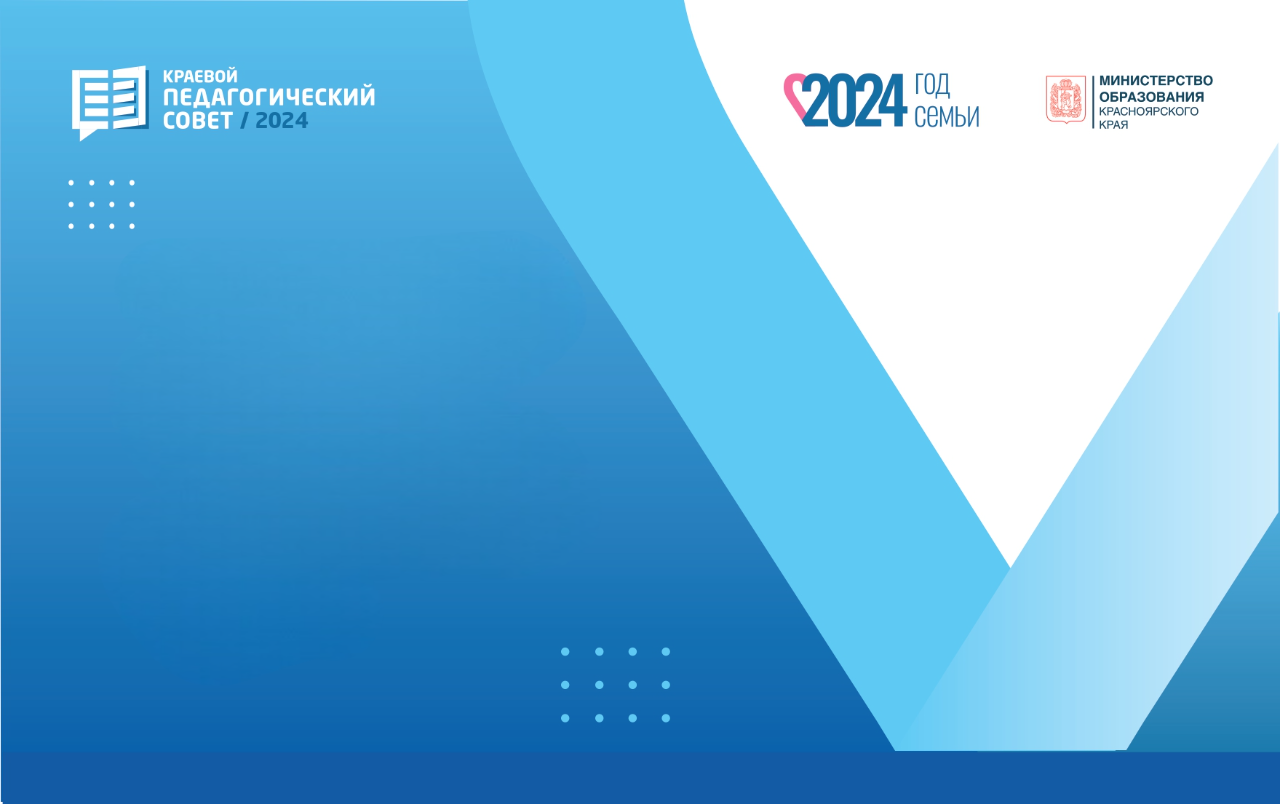 КРАЕВОЙ
ПЕДАГОГИЧЕСКИЙ
СОВЕТ / 2024
2024 ГОД
семьи
МИНИСТЕРСТВО
ОБРАЗОВАНИЯ
КРАСНОЯРСКОГО
КРАЯ